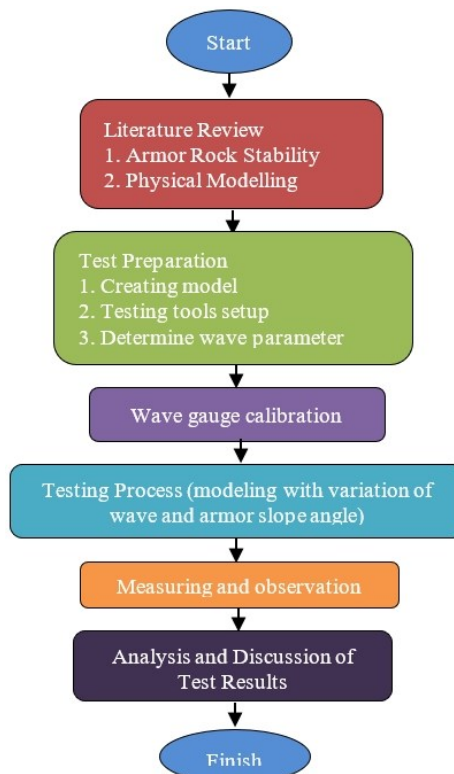 Start
Literature Review
1. Armor Rock Stability
2. Physical Modelling
Test Preparation
1. Creating model
2. Testing tools setup
3. Determine wave parameter
Wave gauge calibration
Testing Process (modeling with variation of
wave and armor slope angle)
Measuring and observation
Analysis and Discussion of
Test Results
Finish